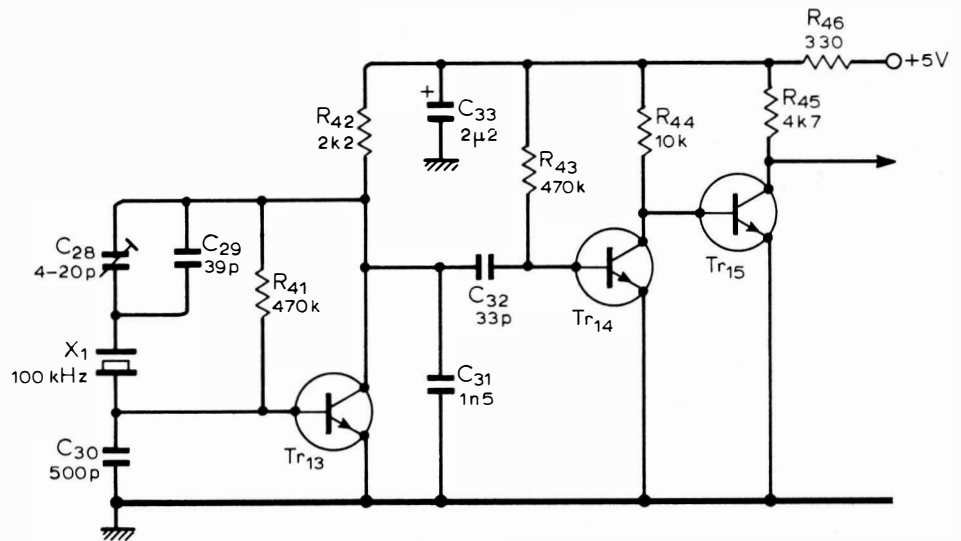 R46
330
+5V
R42
2k2
+
C33
2µ2
R43
470k
R44
10k
R45
4k7
C28
4-20p
C29
39p
R41
470k
C32
33p
Tr14
Tr15
X1
100 kHz
C31
1n5
C30
500p
Tr13